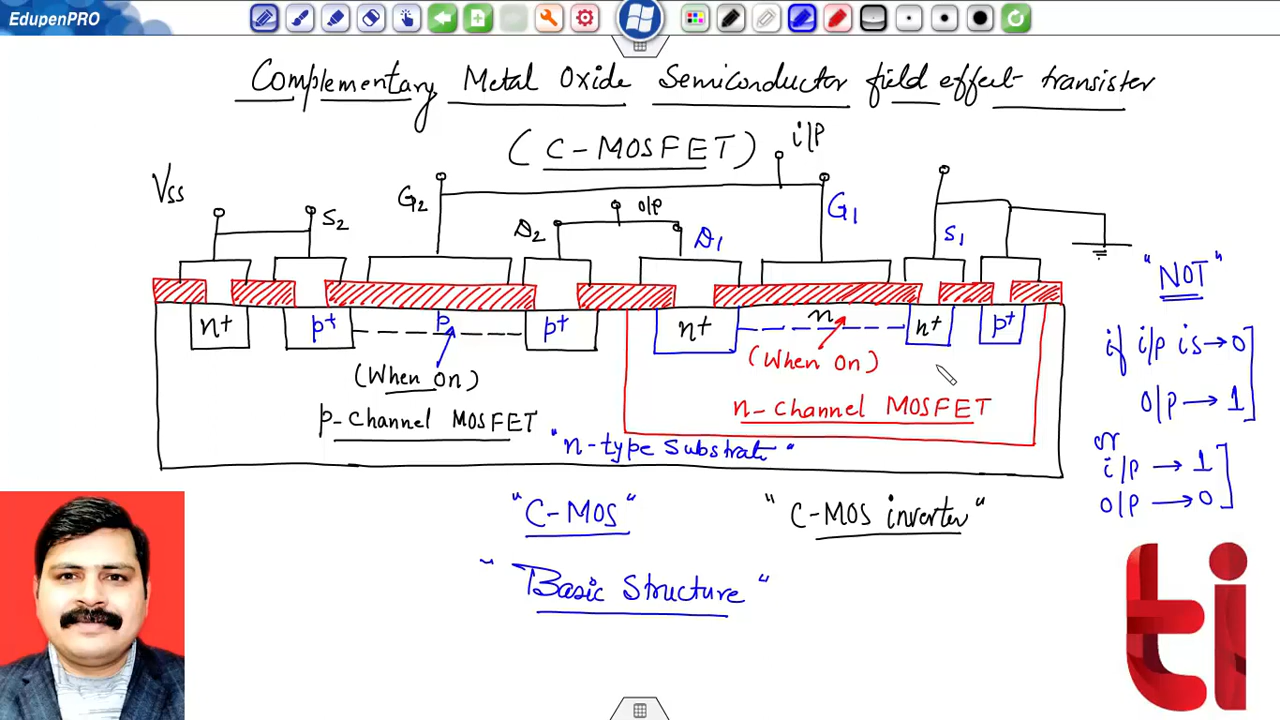 EdupenPRO
Complementary Metal Oxide Semiconductor field effect transister
(C-MOSFET)
i/p
Vss
S2
G2
D2
o/p
D1
G1
S1
n+
p+
p
p+
n+
n
n+
p+
(When On)
p-Channel MOSFET
(When On)
n-Channel MOSFET
"n-type Substrate"
"C-MOS"
"C-MOS inverter"
"Basic Structure"
"NOT"
if i/p is → 0
o/p → 1
or
i/p → 1
o/p → 0
ti